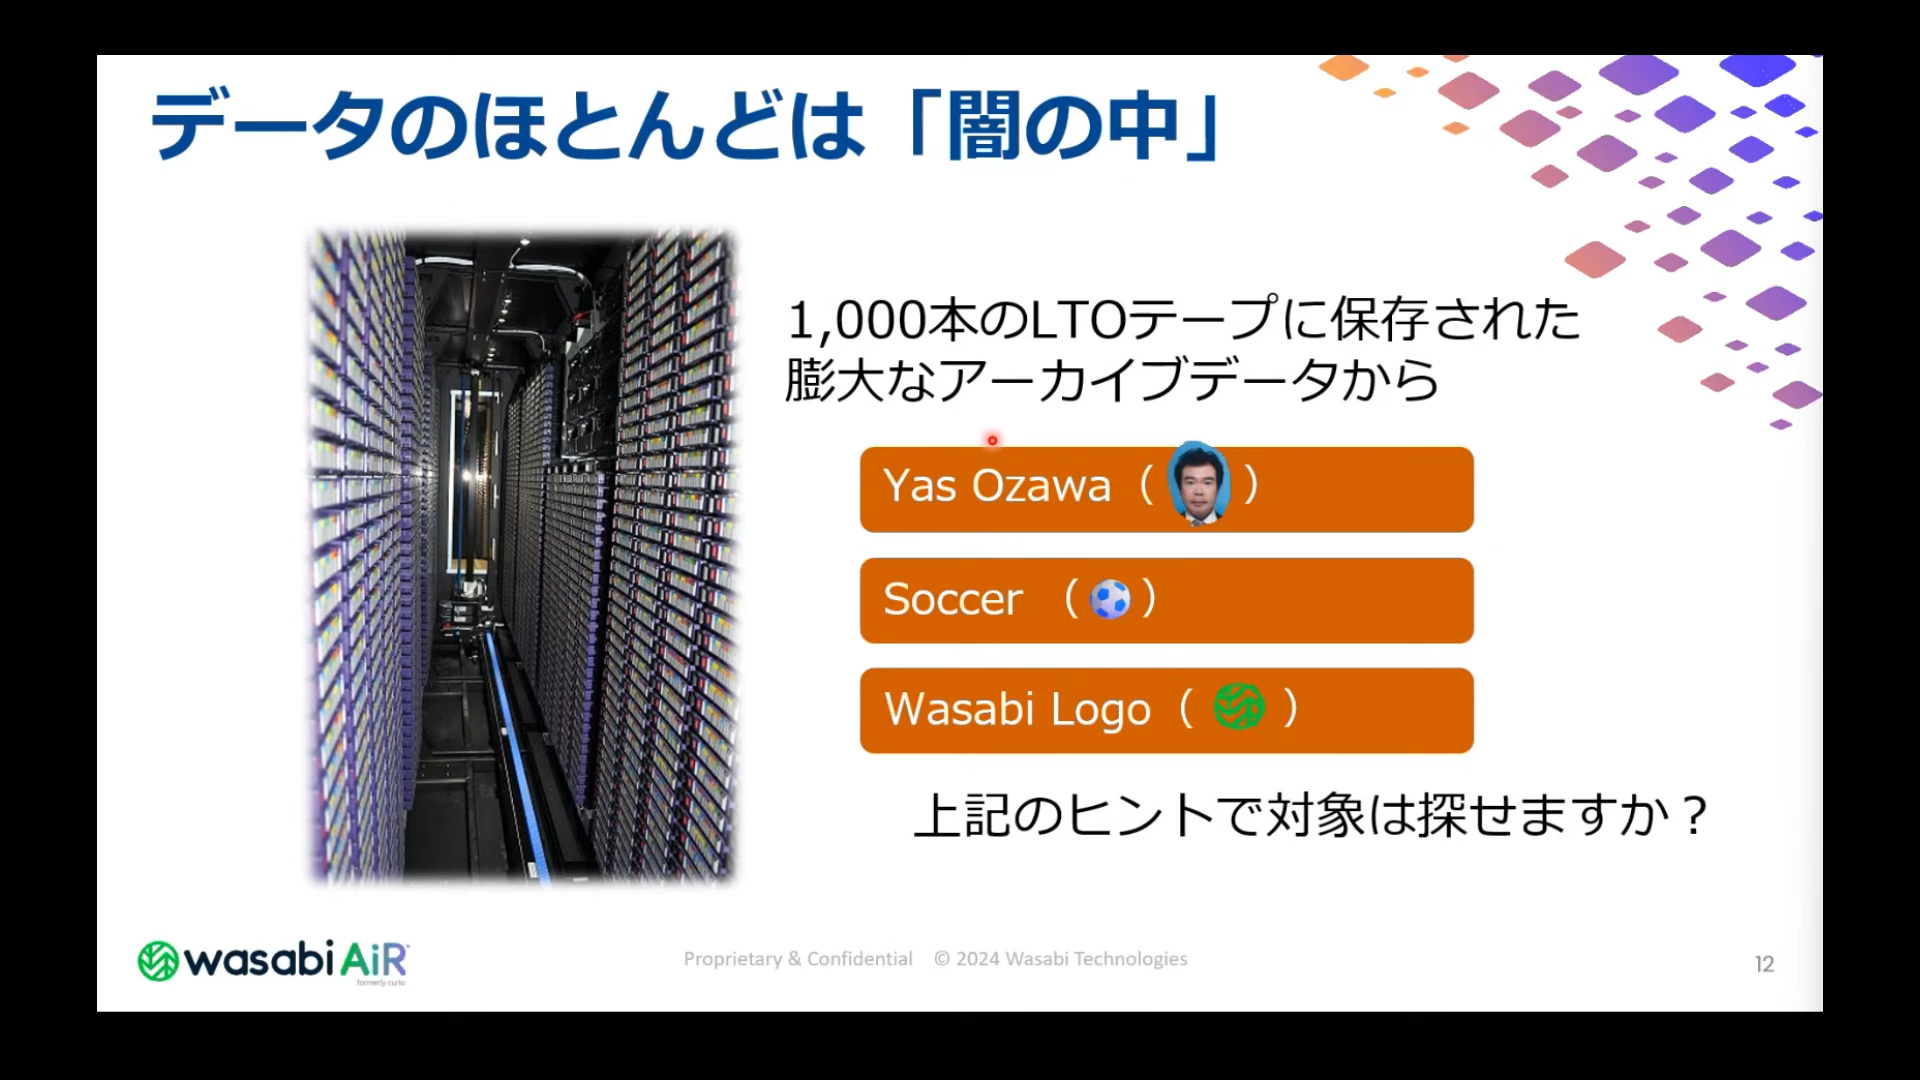 データのほとんどは「闇の中」
1,000本のLTOテープに保存された
膨大なアーカイブデータから
Yas Ozawa（ ）
Soccer （ ）
Wasabi Logo（ ）
上記のヒントで対象は探せますか？
wasabi AiR™
formerly curio
Proprietary & Confidential © 2024 Wasabi Technologies
12